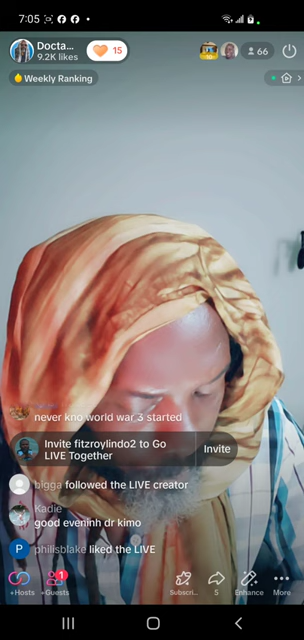 7:05
Docta...
9.2K likes
15
66
Weekly Ranking
never kno world war 3 started
Invite fitzroylindo2 to Go
LIVE Together
Invite
bigga followed the LIVE creator
Kadie
good eveninh dr kimo
P
philisblake liked the LIVE
1
+Hosts
+Guests
Subscri...
5
Enhance
More